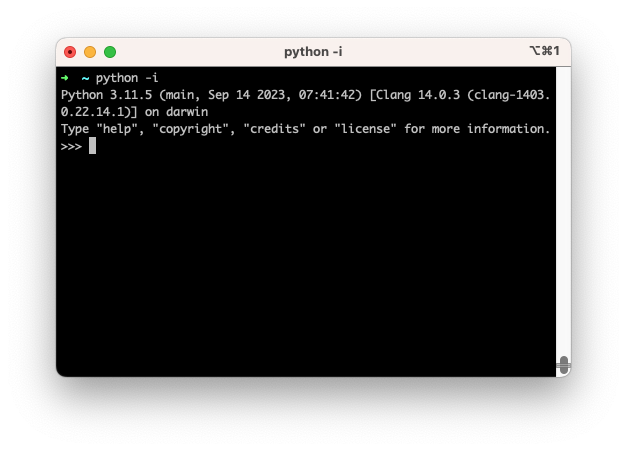 python -i
⌥⌘1
➜ ~ python -i
Python 3.11.5 (main, Sep 14 2023, 07:41:42) [Clang 14.0.3 (clang-1403.
0.22.14.1)] on darwin
Type "help", "copyright", "credits" or "license" for more information.
>>>